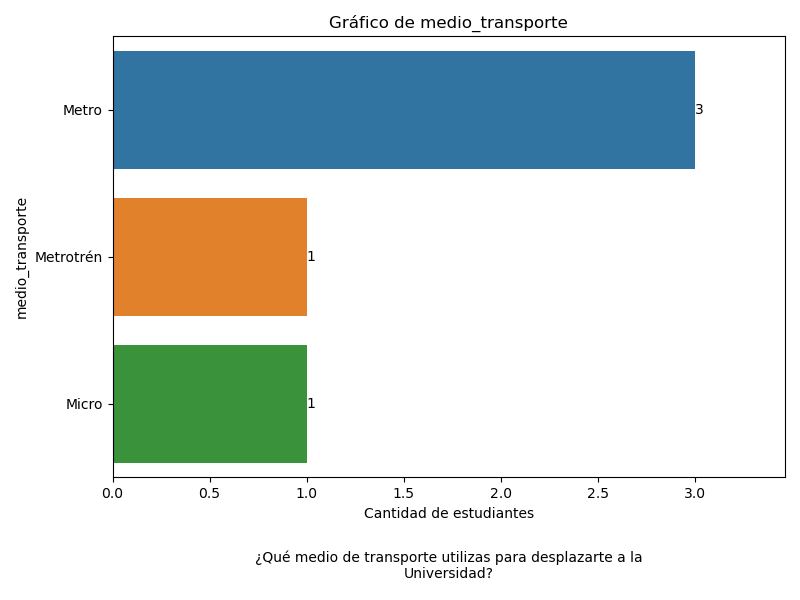 Gráfico de medio_transporte
medio_transporte
Metro
3
Metrotrén
1
Micro
1
0.0 0.5 1.0 1.5 2.0 2.5 3.0
Cantidad de estudiantes
¿Qué medio de transporte utilizas para desplazarte a la
Universidad?